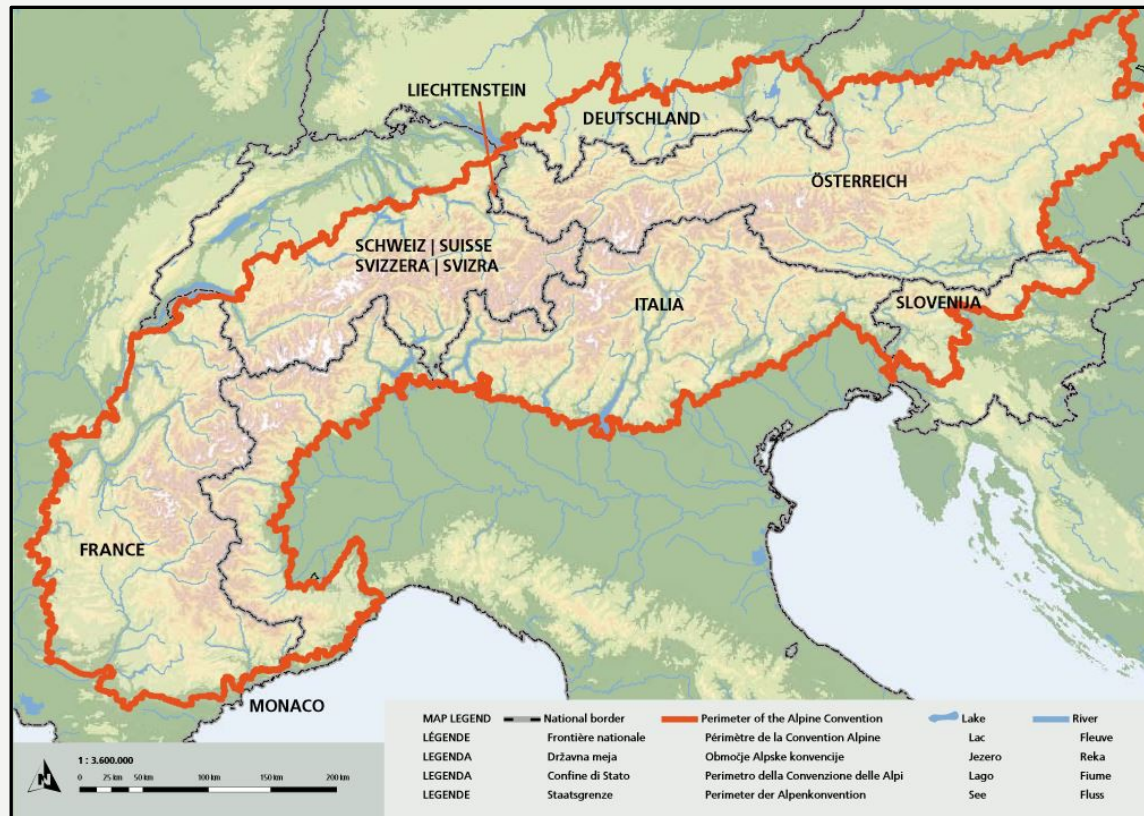 LIECHTENSTEIN
DEUTSCHLAND
ÖSTERREICH
SCHWEIZ | SUISSE
SVIZZERA | SVIZRA
ITALIA
SLOVENIJA
FRANCE
MONACO
MAP LEGEND National border Perimeter of the Alpine Convention Lake River
LÉGENDE Frontière nationale Périmètre de la Convention Alpine Lac Fleuve
LEGENDA Državna meja Območje Alpske konvencije Jezero Reka
LEGENDA Confine di Stato Perimetro della Convenzione delle Alpi Lago Fiume
LEGENDE Staatsgrenze Perimeter der Alpenkonvention See Fluss
N
1 : 3.600.000
0 25 km 50 km 100 km 150 km 200 km